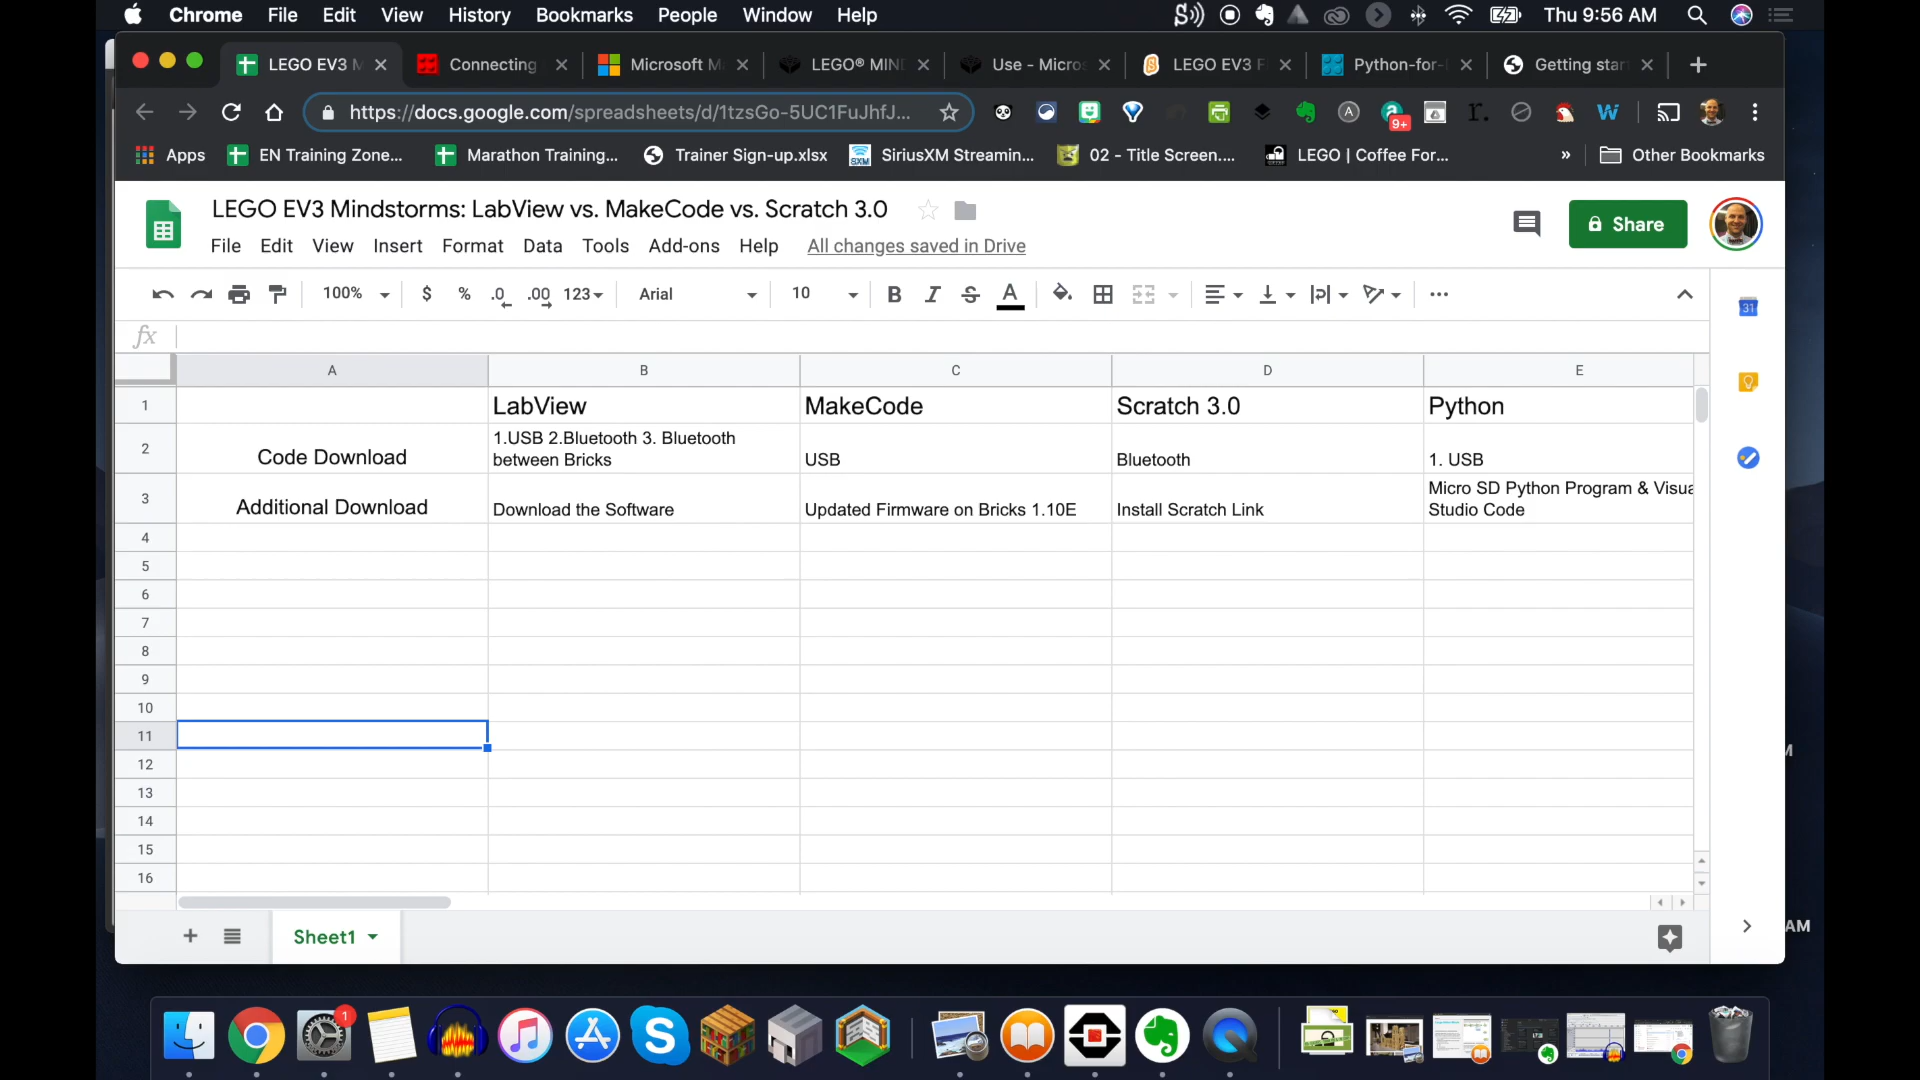 Chrome File Edit View History Bookmarks People Window Help Thu 9:56 AM
LEGO EV3 M Connecting Microsoft M LEGO® MIN Use - Micros LEGO EV3 F Python-for- Getting star
https://docs.google.com/spreadsheets/d/1tzsGo-5UC1FuJhfJ... 9+
Apps EN Training Zone... Marathon Training... Trainer Sign-up.xlsx SiriusXM Streamin... 02 - Title Screen.... LEGO | Coffee For... » Other Bookmarks
LEGO EV3 Mindstorms: LabView vs. MakeCode vs. Scratch 3.0
Share
File Edit View Insert Format Data Tools Add-ons Help All changes saved in Drive
100% $ % .0 .00 123 Arial 10 B I S A
31
fx
A B C D E
1 LabView MakeCode Scratch 3.0 Python
2 Code Download 1.USB 2.Bluetooth 3. Bluetooth between Bricks USB Bluetooth 1. USB
3 Additional Download Download the Software Updated Firmware on Bricks 1.10E Install Scratch Link Micro SD Python Program & Visua Studio Code
4
5
6
7
8
9
10
11
12
13
14
15
16
Sheet1
AM
1